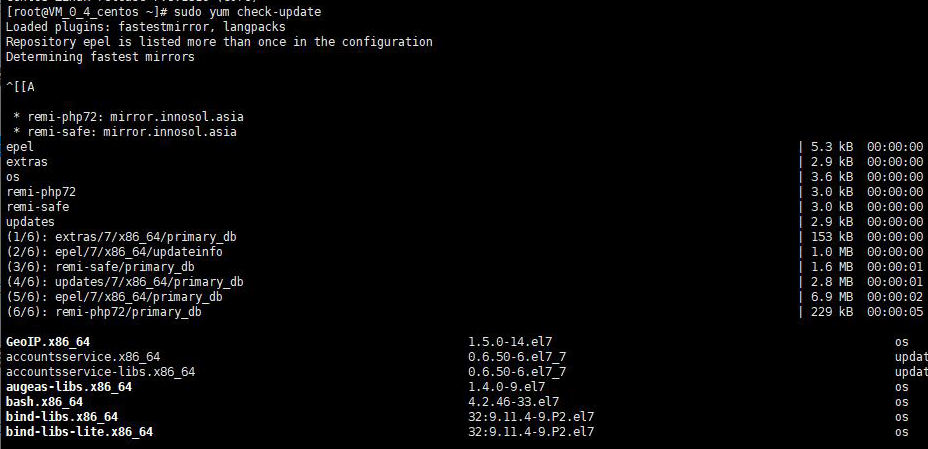 [root@VM_0_4_centos ~]# sudo yum check-update
Loaded plugins: fastestmirror, langpacks
Repository epel is listed more than once in the configuration
Determining fastest mirrors
^[[A
* remi-php72: mirror.innosol.asia
* remi-safe: mirror.innosol.asia
epel | 5.3 kB 00:00:00
extras | 2.9 kB 00:00:00
os | 3.6 kB 00:00:00
remi-php72 | 3.0 kB 00:00:00
remi-safe | 3.0 kB 00:00:00
updates | 2.9 kB 00:00:00
(1/6): extras/7/x86_64/primary_db | 153 kB 00:00:00
(2/6): epel/7/x86_64/updateinfo | 1.0 MB 00:00:00
(3/6): remi-safe/primary_db | 1.6 MB 00:00:01
(4/6): updates/7/x86_64/primary_db | 2.8 MB 00:00:01
(5/6): epel/7/x86_64/primary_db | 6.9 MB 00:00:02
(6/6): remi-php72/primary_db | 229 kB 00:00:05
GeoIP.x86_64 1.5.0-14.el7 os
accountsservice.x86_64 0.6.50-6.el7_7 updat
accountsservice-libs.x86_64 0.6.50-6.el7_7 updat
augeas-libs.x86_64 1.4.0-9.el7 os
bash.x86_64 4.2.46-33.el7 os
bind-libs.x86_64 32:9.11.4-9.P2.el7 os
bind-libs-lite.x86_64 32:9.11.4-9.P2.el7 os